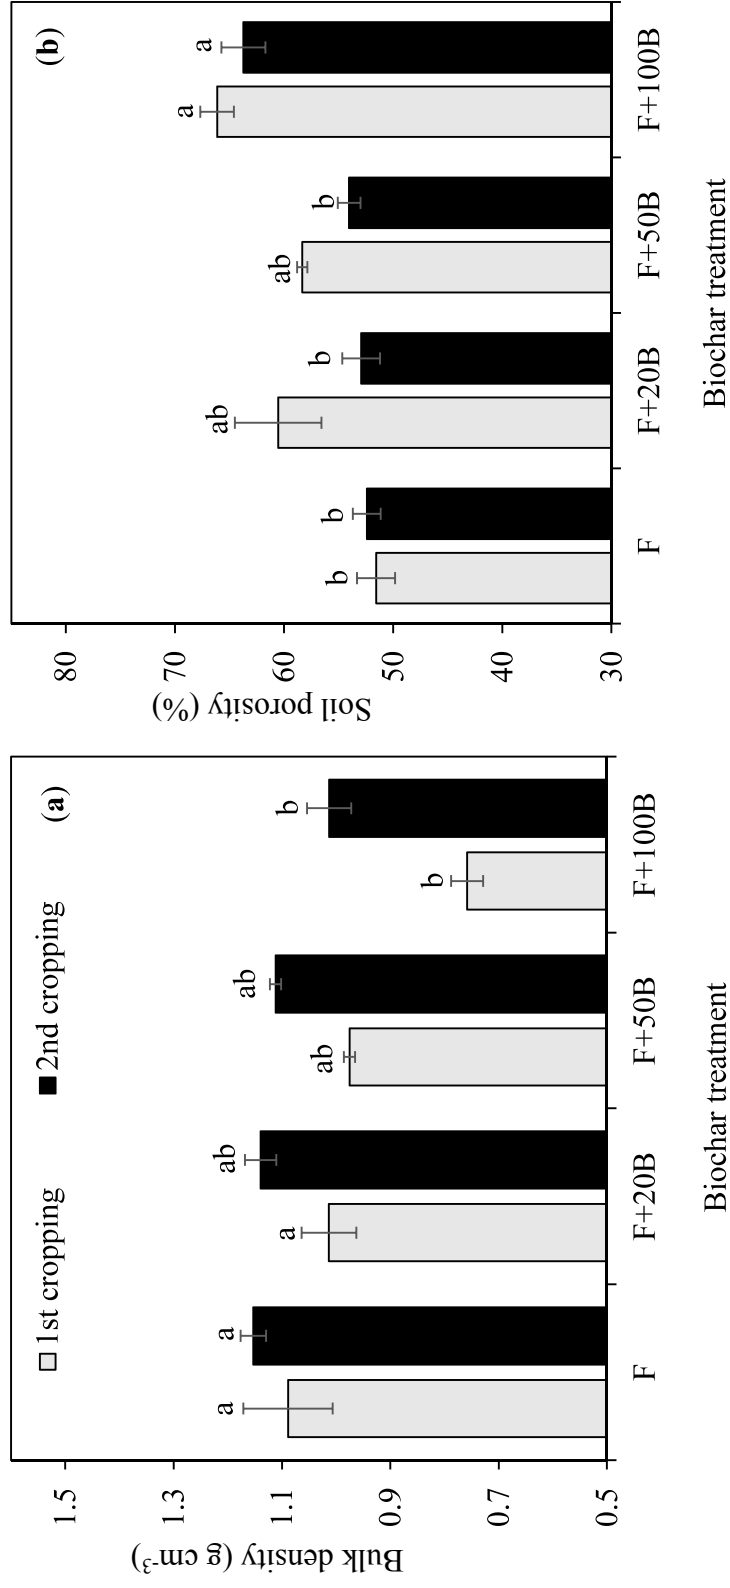 (a)
1st cropping
2nd cropping
Bulk density (g cm-3)
1.5
1.3
1.1
0.9
0.7
0.5
a
a
a
ab
ab
ab
b
b
F
F+20B
F+50B
F+100B
Biochar treatment
(b)
Soil porosity (%)
80
70
60
50
40
30
b
b
ab
b
ab
b
a
a
F
F+20B
F+50B
F+100B
Biochar treatment